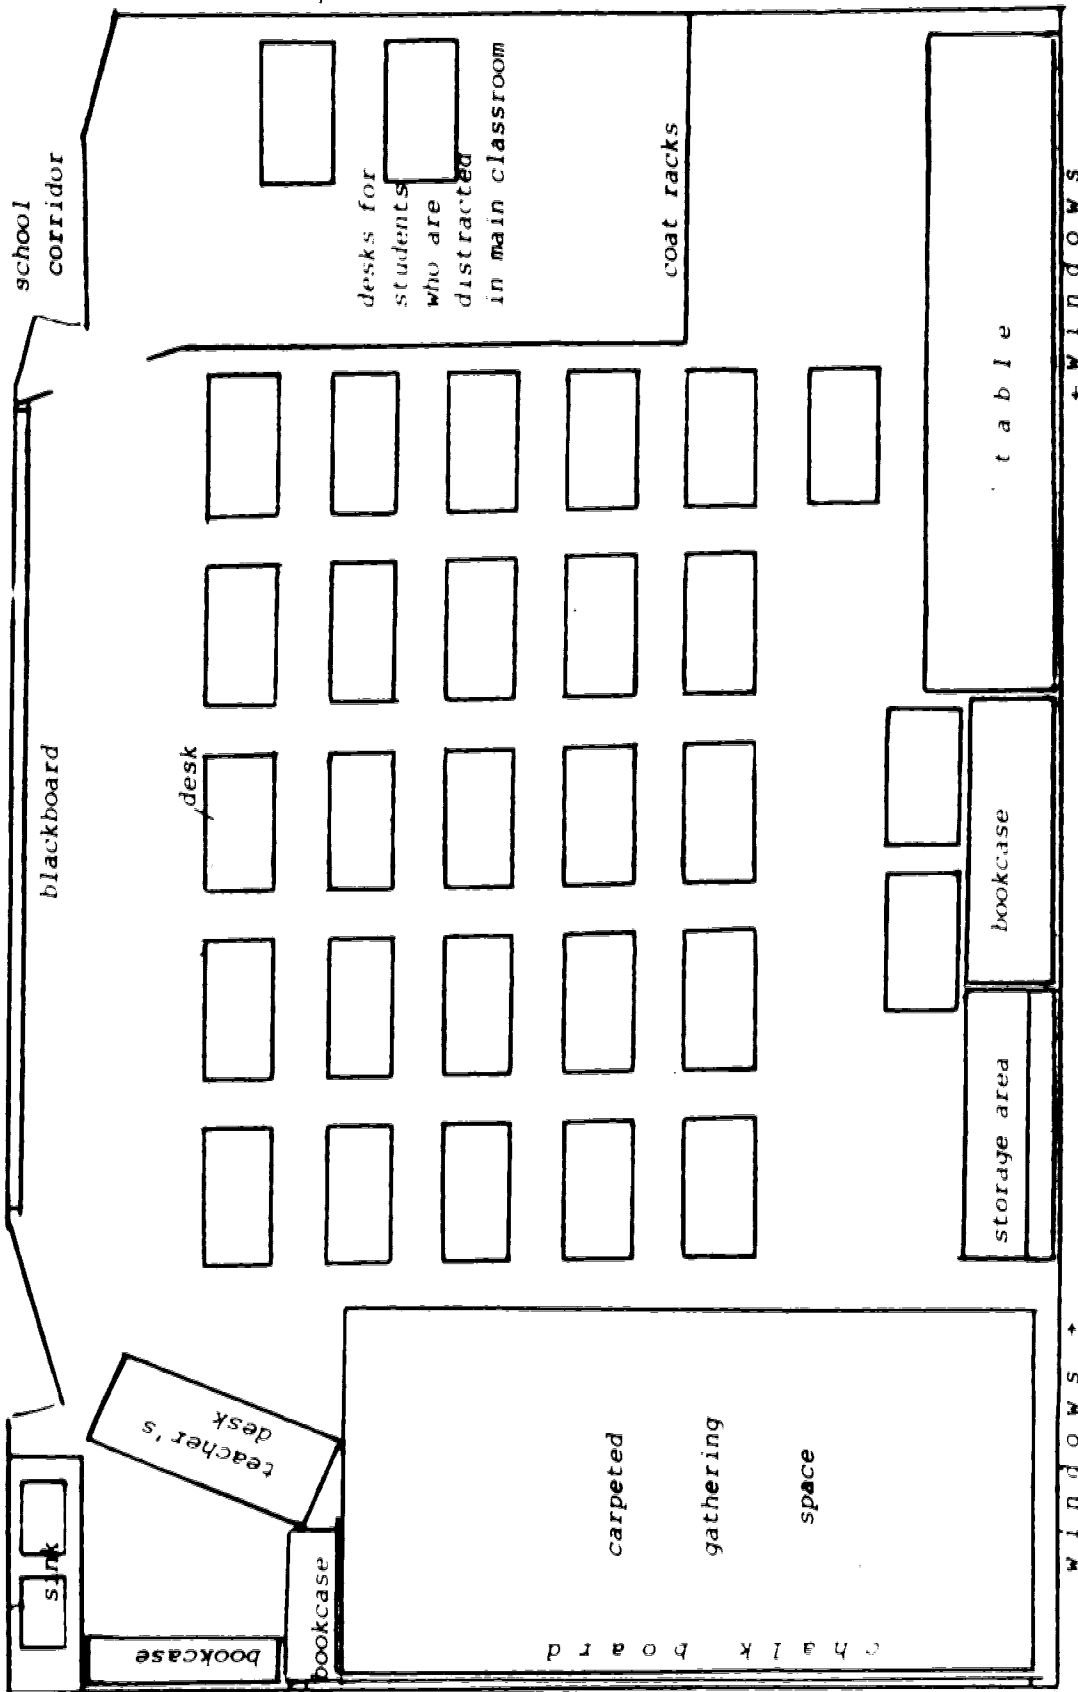 school
corridor
desks for
students
who are
distracted
in main classroom
coat racks
windows
table
blackboard
desk
bookcase
storage area
windows
teacher's
desk
sink
bookcase
bookcase
carpeted
gathering
space
chalk board